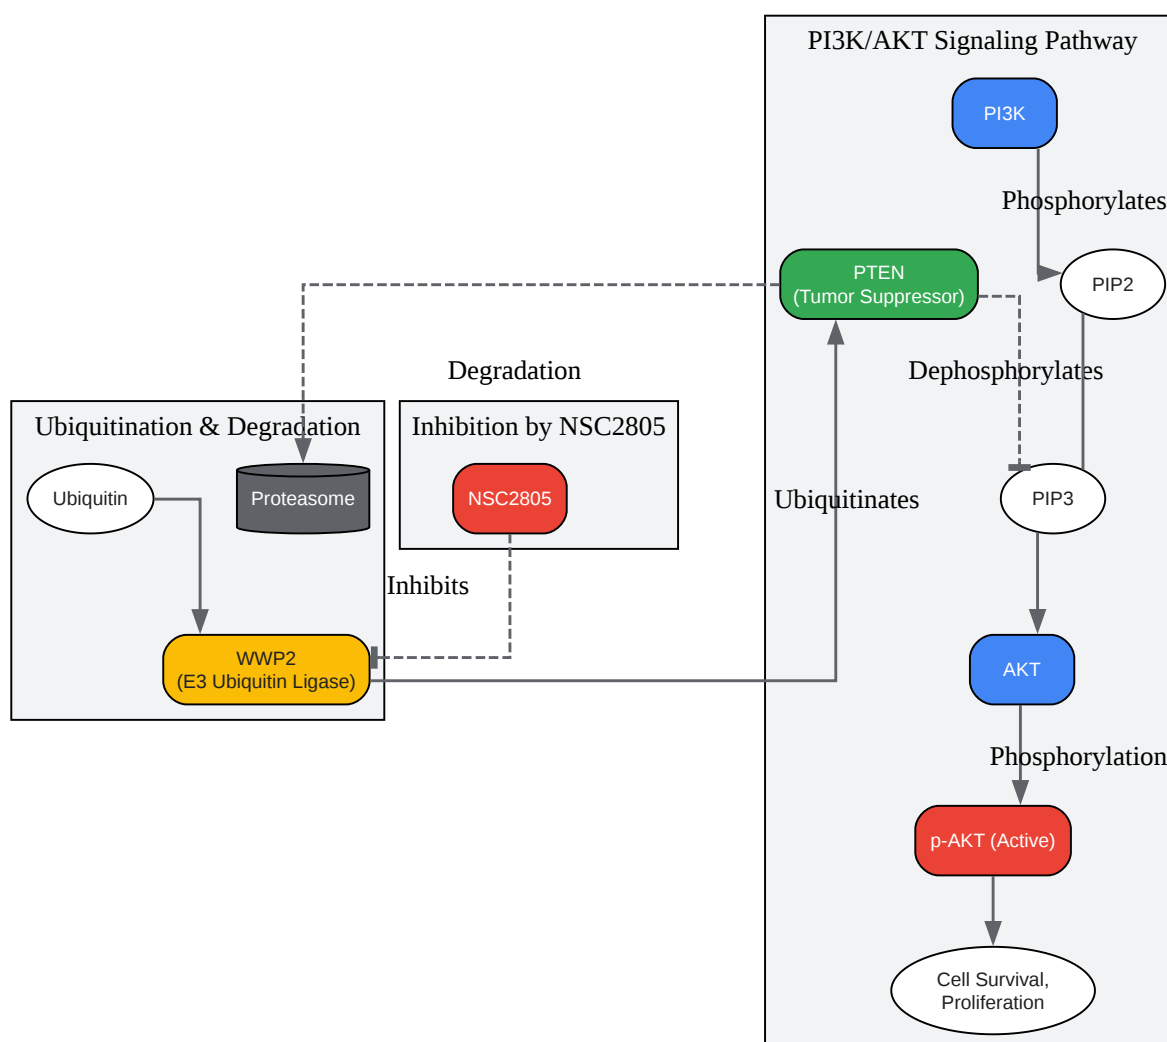 PI3K/AKT Signaling Pathway
PI3K
Phosphorylates
PTEN
(Tumor Suppressor)
PIP2
Degradation
Dephosphorylates
Ubiquitination & Degradation
Inhibition by NSC2805
Ubiquitin
Proteasome
NSC2805
Ubiquitinates
PIP3
Inhibits
WWP2
(E3 Ubiquitin Ligase)
AKT
Phosphorylation
p-AKT (Active)
Cell Survival,
Proliferation